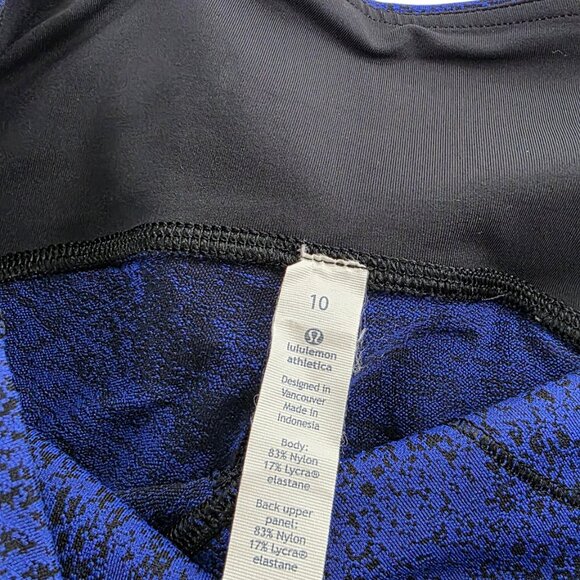 10
lululemon
athletica
Designed in
Vancouver
Made in
Indonesia
Body:
83% Nylon
17% Lycra®
elastane
Back upper
panel:
83% Nylon
17% Lycra®
elastane